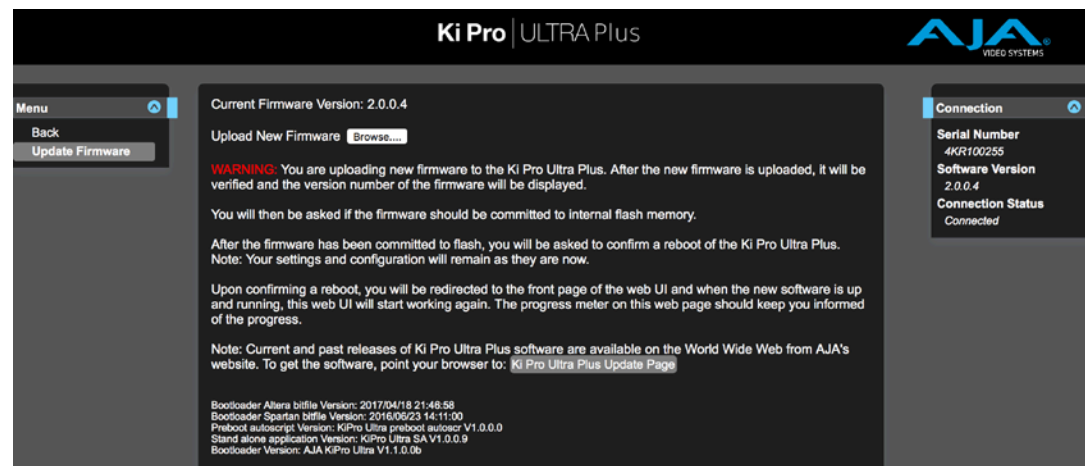 Ki Pro ULTRA Plus
AJA®
VIDEO SYSTEMS
Menu
Back
Update Firmware
Current Firmware Version: 2.0.0.4
Upload New Firmware Browse....
WARNING: You are uploading new firmware to the Ki Pro Ultra Plus. After the new firmware is uploaded, it will be
verified and the version number of the firmware will be displayed.
You will then be asked if the firmware should be committed to internal flash memory.
After the firmware has been committed to flash, you will be asked to confirm a reboot of the Ki Pro Ultra Plus.
Note: Your settings and configuration will remain as they are now.
Upon confirming a reboot, you will be redirected to the front page of the web UI and when the new software is up
and running, this web UI will start working again. The progress meter on this web page should keep you informed
of the progress.
Note: Current and past releases of Ki Pro Ultra Plus software are available on the World Wide Web from AJA's
website. To get the software, point your browser to: Ki Pro Ultra Plus Update Page
Bootloader Altera bitfile Version: 2017/04/18 21:46:58
Bootloader Spartan bitfile Version: 2016/06/23 14:11:00
Preboot autoscript Version: KiPro Ultra preboot autoscr V1.0.0.0
Stand alone application Version: KiPro Ultra SA V1.0.0.9
Bootloader Version: AJA KiPro Ultra V1.1.0.0b
Connection
Serial Number
4KR100255
Software Version
2.0.0.4
Connection Status
Connected